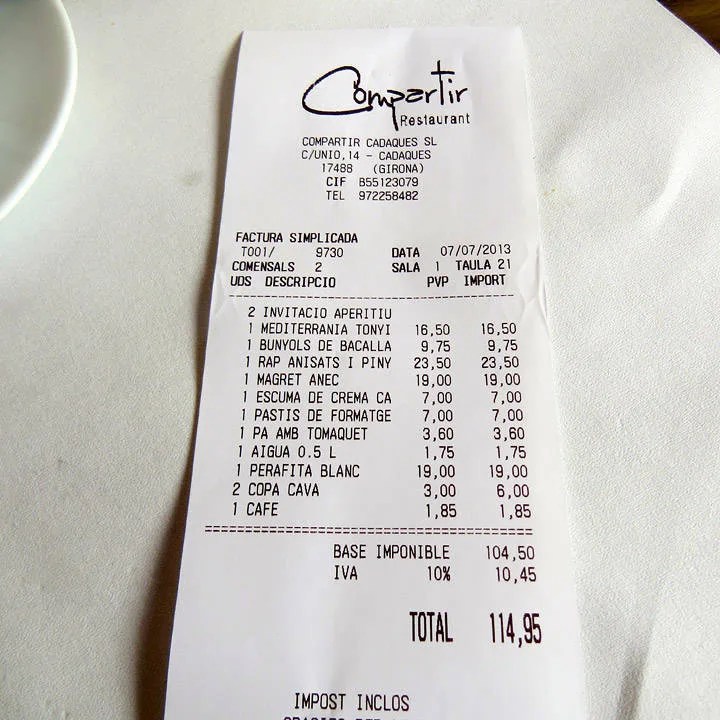 Compartir
Restaurant
COMPARTIR CADAQUES SL
C/UNIO,14 - CADAQUES
17488 (GIRONA)
CIF B55123079
TEL 972258482
FACTURA SIMPLICADA
T001/ 9730 DATA 07/07/2013
COMENSALS 2 SALA 1 TAULA 21
UDS DESCRIPCIO PVP IMPORT
2 INVITACIO APERITIU
1 MEDITERRANIA TONYI 16,50 16,50
1 BUNYOLS DE BACALLA 9,75 9,75
1 RAP ANISATS I PINY 23,50 23,50
1 MAGRET ANEC 19,00 19,00
1 ESCUMA DE CREMA CA 7,00 7,00
1 PASTIS DE FORMATGE 7,00 7,00
1 PA AMB TOMAQUET 3,60 3,60
1 AIGUA 0.5 L 1,75 1,75
1 PERAFITA BLANC 19,00 19,00
2 COPA CAVA 3,00 6,00
1 CAFE 1,85 1,85
BASE IMPONIBLE 104,50
IVA 10% 10,45
TOTAL 114,95
IMPOST INCLOS